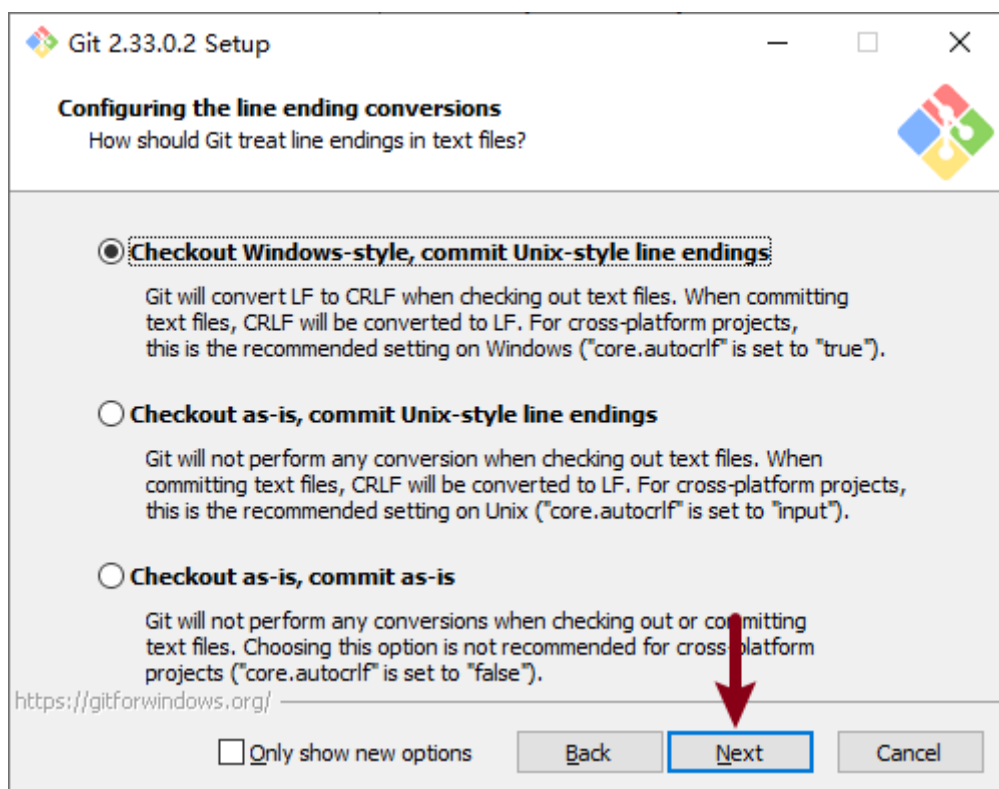 Git 2.33.0.2 Setup
Configuring the line ending conversions
How should Git treat line endings in text files?
Checkout Windows-style, commit Unix-style line endings
Git will convert LF to CRLF when checking out text files. When committing
text files, CRLF will be converted to LF. For cross-platform projects,
this is the recommended setting on Windows ("core.autocrlf" is set to "true").
Checkout as-is, commit Unix-style line endings
Git will not perform any conversion when checking out text files. When
committing text files, CRLF will be converted to LF. For cross-platform projects,
this is the recommended setting on Unix ("core.autocrlf" is set to "input").
Checkout as-is, commit as-is
Git will not perform any conversions when checking out or committing
text files. Choosing this option is not recommended for cross-platform
projects ("core.autocrlf" is set to "false").
https://gitforwindows.org/
Only show new options
Back
Next
Cancel